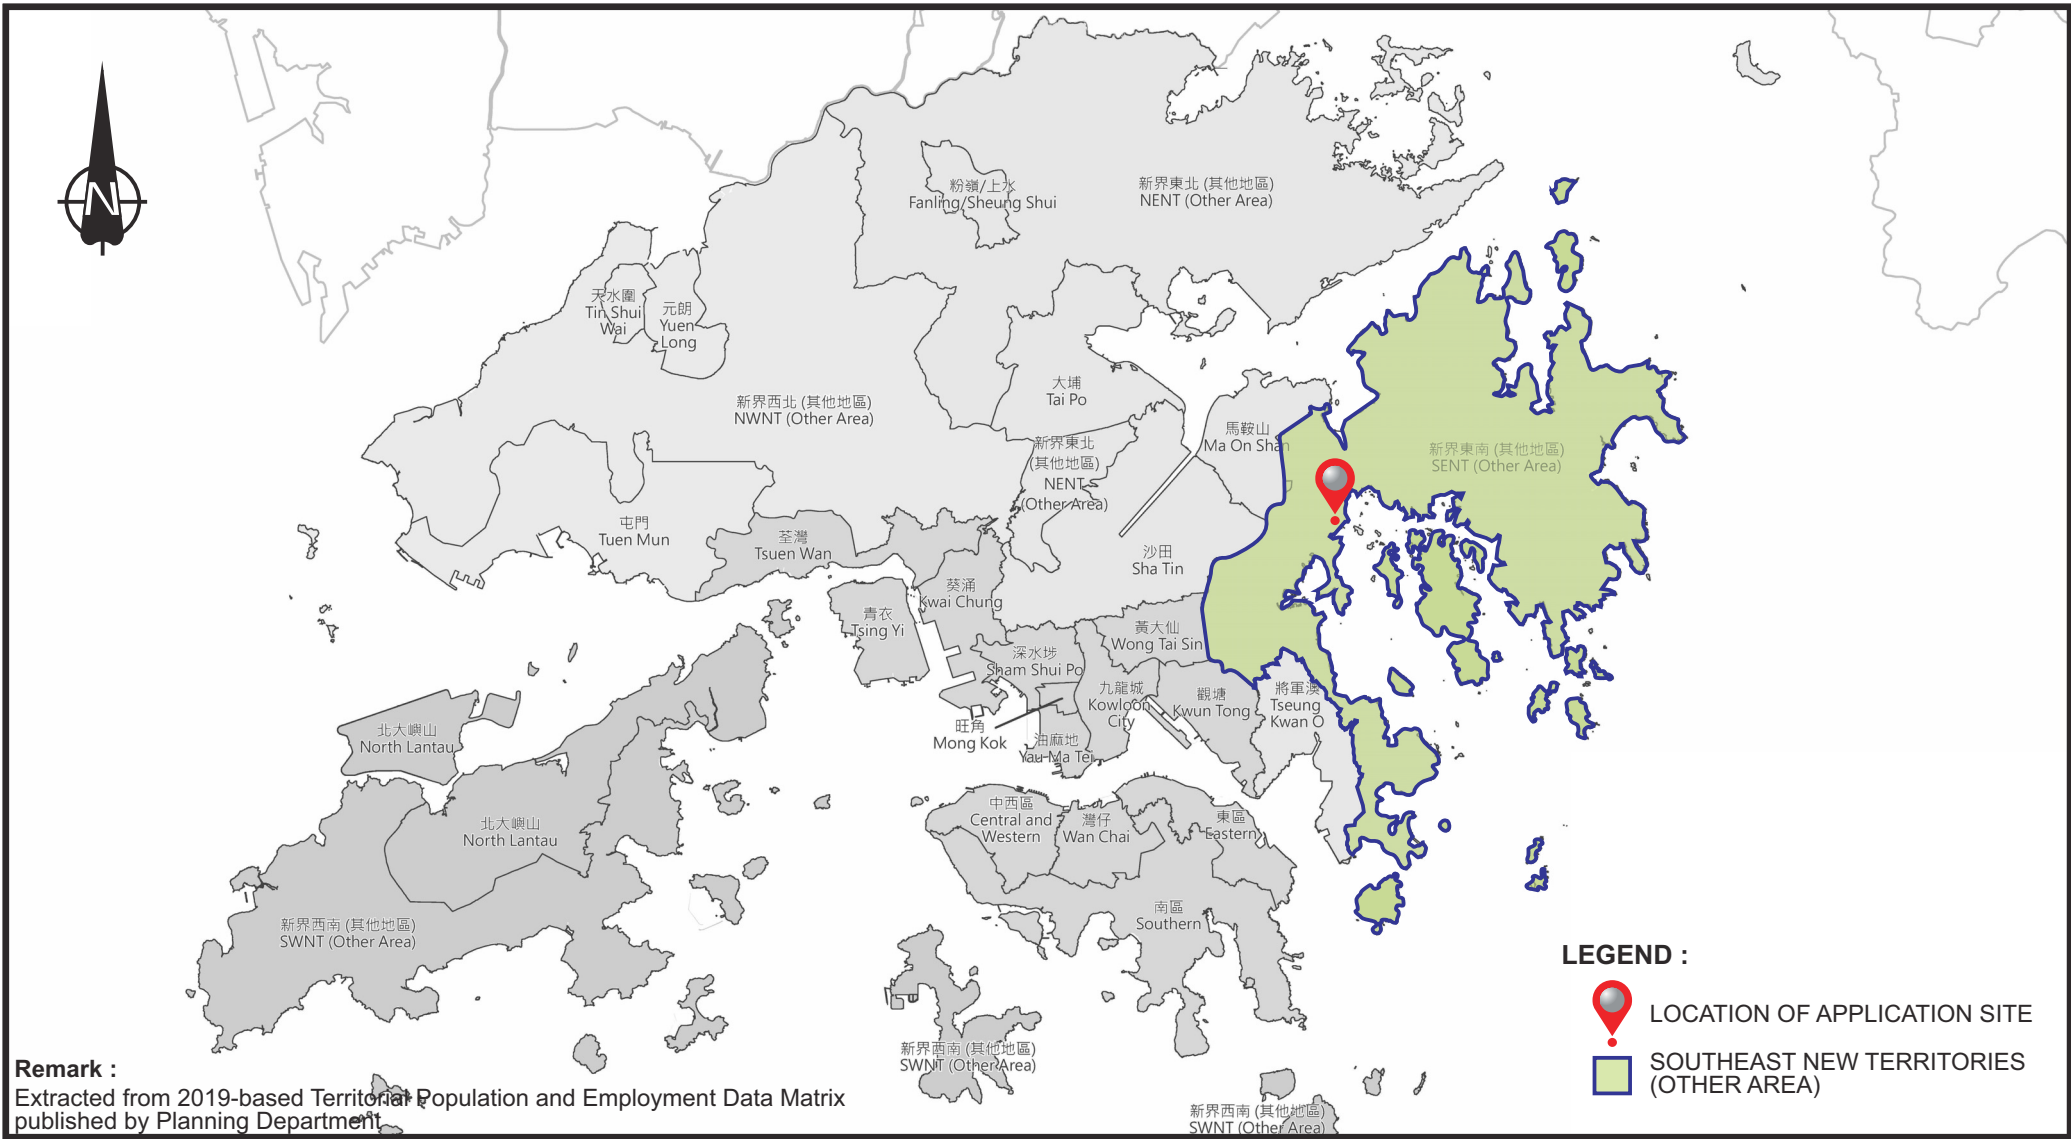 N
粉嶺/上水
Fanling/Sheung Shui
新界東北 (其他地區)
NENT (Other Area)
天水圍
Tin Shui
Wai
元朗
Yuen
Long
新界西北 (其他地區)
NWNT (Other Area)
大埔
Tai Po
馬鞍山
Ma On Shan
新界東北
(其他地區)
NENT
(Other Area)
新界東南 (其他地區)
SENT (Other Area)
屯門
Tuen Mun
荃灣
Tsuen Wan
沙田
Sha Tin
葵涌
Kwai Chung
青衣
Tsing Yi
黃大仙
Wong Tai Sin
深水埗
Sham Shui Po
九龍城
Kowloon
City
觀塘
Kwun Tong
將軍澳
Tseung
Kwan O
旺角
Mong Kok
油麻地
Yau Ma Tei
北大嶼山
North Lantau
北大嶼山
North Lantau
中西區
Central and
Western
灣仔
Wan Chai
東區
Eastern
南區
Southern
新界西南 (其他地區)
SWNT (Other Area)
新界西南 (其他地區)
SWNT (Other Area)
新界西南 (其他地區)
SWNT (Other Area)
LEGEND :
LOCATION OF APPLICATION SITE
SOUTHEAST NEW TERRITORIES
(OTHER AREA)
Remark :
Extracted from 2019-based Territorial Population and Employment Data Matrix
published by Planning Department